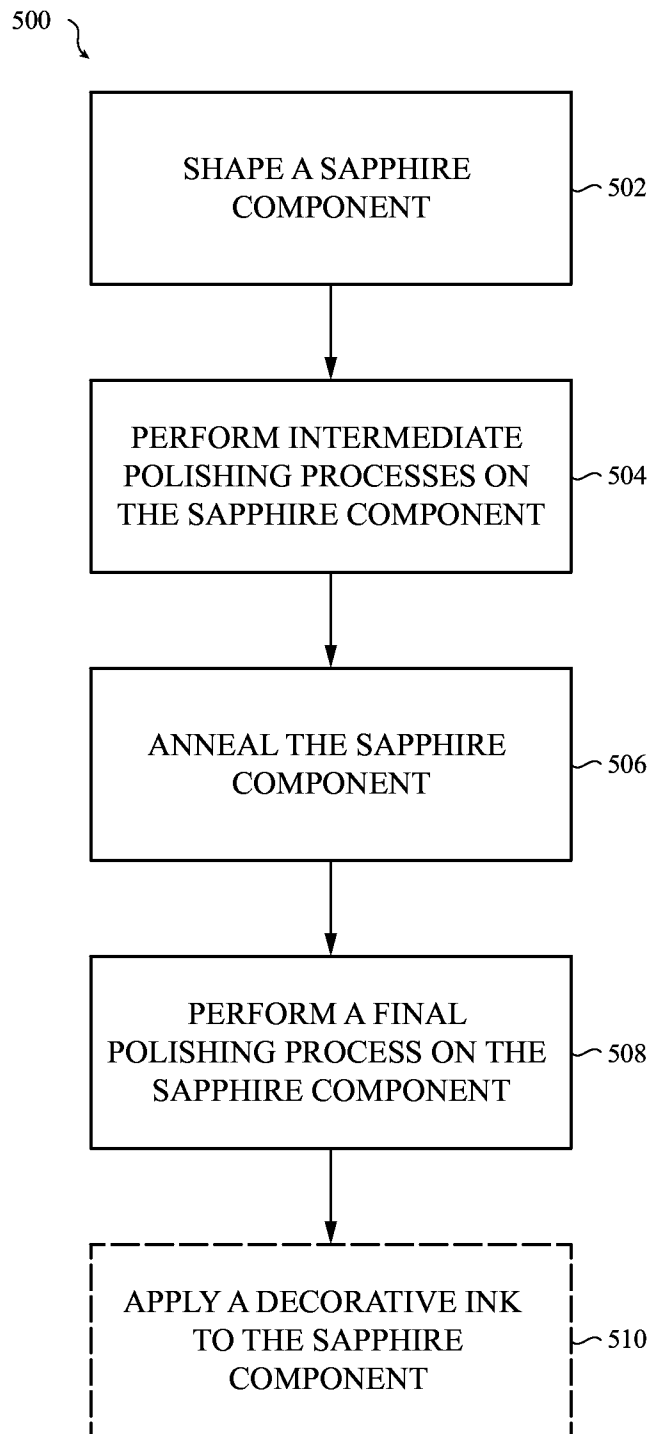 500
SHAPE A SAPPHIRE
COMPONENT
502
PERFORM INTERMEDIATE
POLISHING PROCESSES ON
THE SAPPHIRE COMPONENT
504
ANNEAL THE SAPPHIRE
COMPONENT
506
PERFORM A FINAL
POLISHING PROCESS ON THE
SAPPHIRE COMPONENT
508
APPLY A DECORATIVE INK
TO THE SAPPHIRE
COMPONENT
510